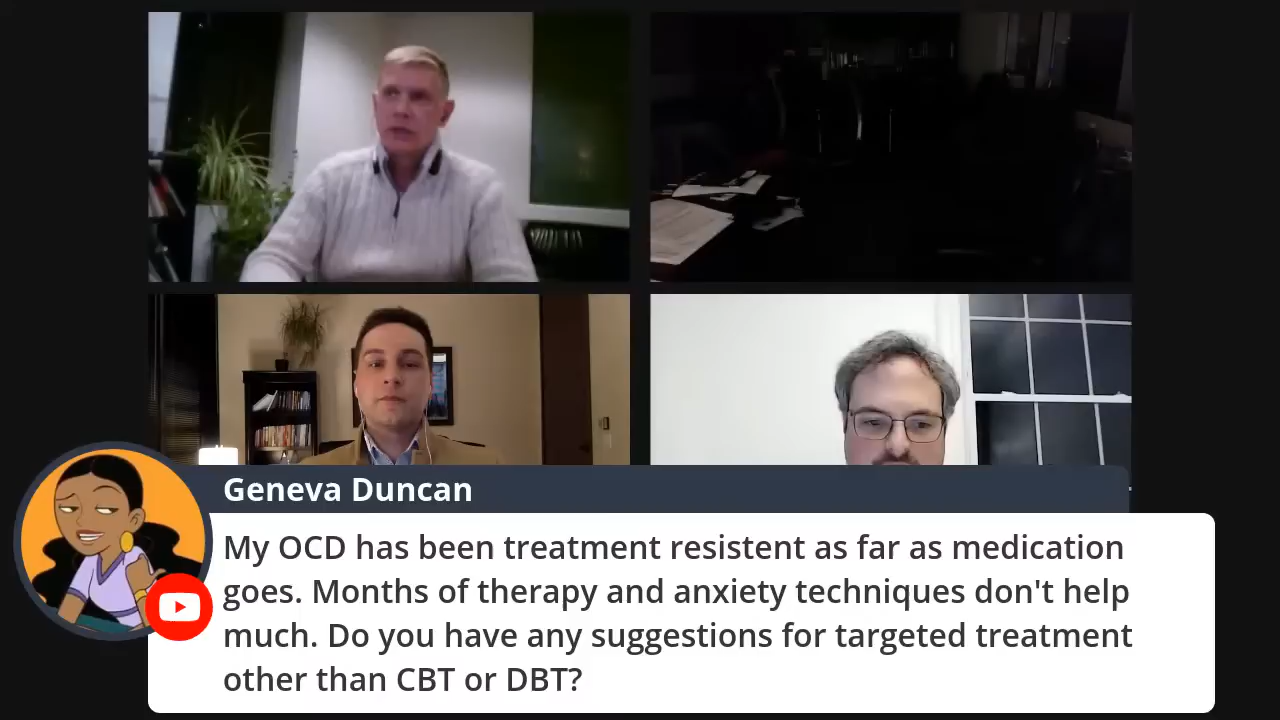 Geneva Duncan
My OCD has been treatment resistent as far as medication
goes. Months of therapy and anxiety techniques don't help
much. Do you have any suggestions for targeted treatment
other than CBT or DBT?